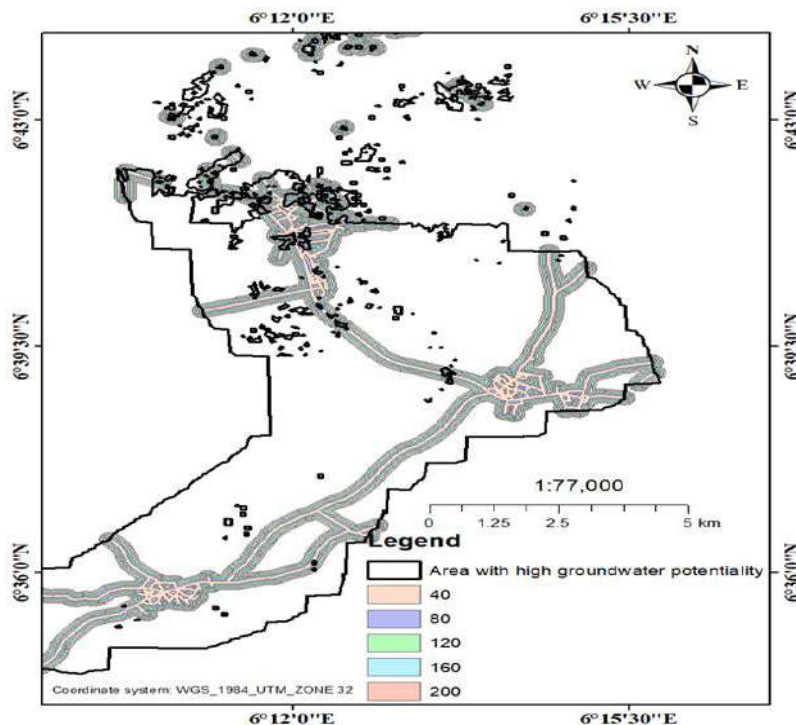 6°12'0"E 6°15'30"E
N
W E
S
6°43'0"N 6°43'0"N
6°39'30"N 6°39'30"N
1:77,000
0 1.25 2.5 5 km
Legend
6°36'0"N 6°36'0"N
Area with high groundwater potentiality
40
80
120
160
200
Coordinate system: WGS_1984_UTM_ZONE 32
6°12'0"E 6°15'30"E